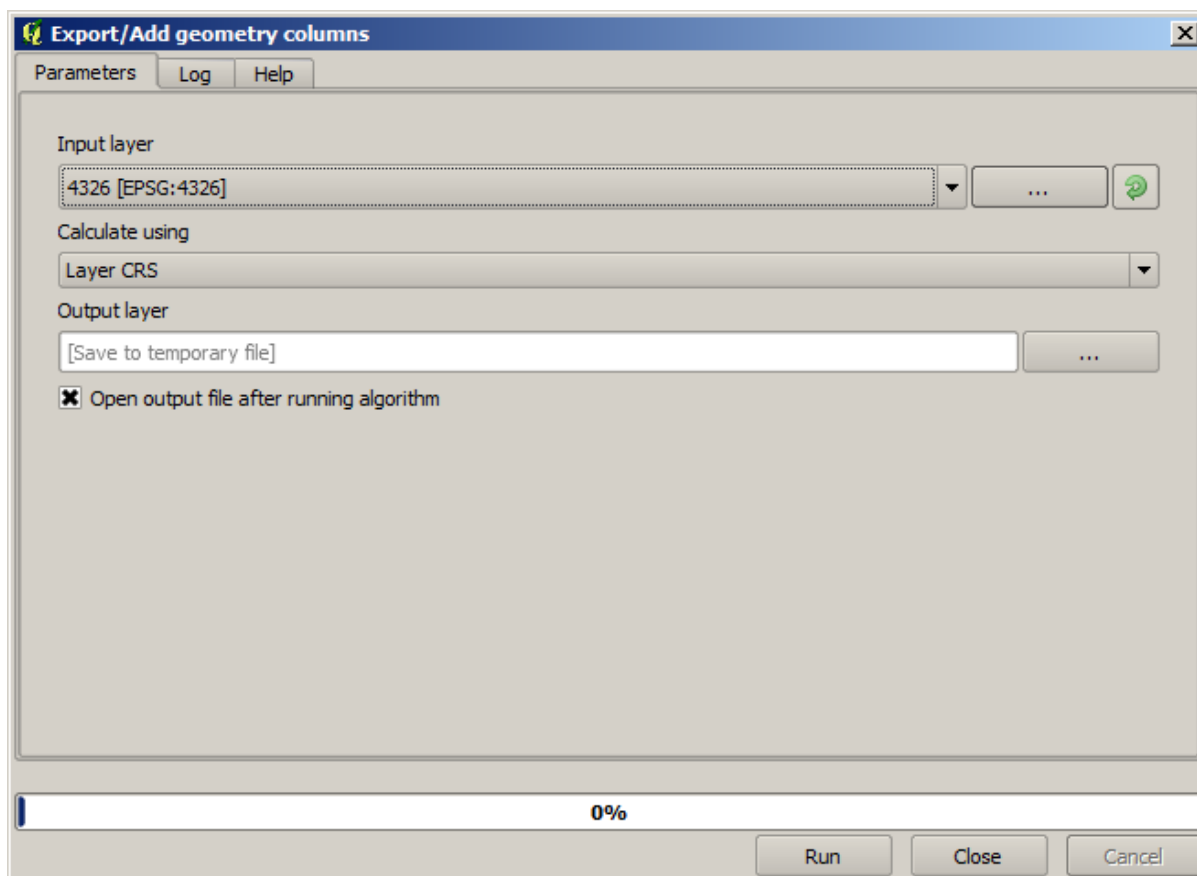 Export/Add geometry columns
Parameters Log Help
Input layer
4326 [EPSG:4326]
...
Calculate using
Layer CRS
Output layer
[Save to temporary file]
...
Open output file after running algorithm
0%
Run Close Cancel